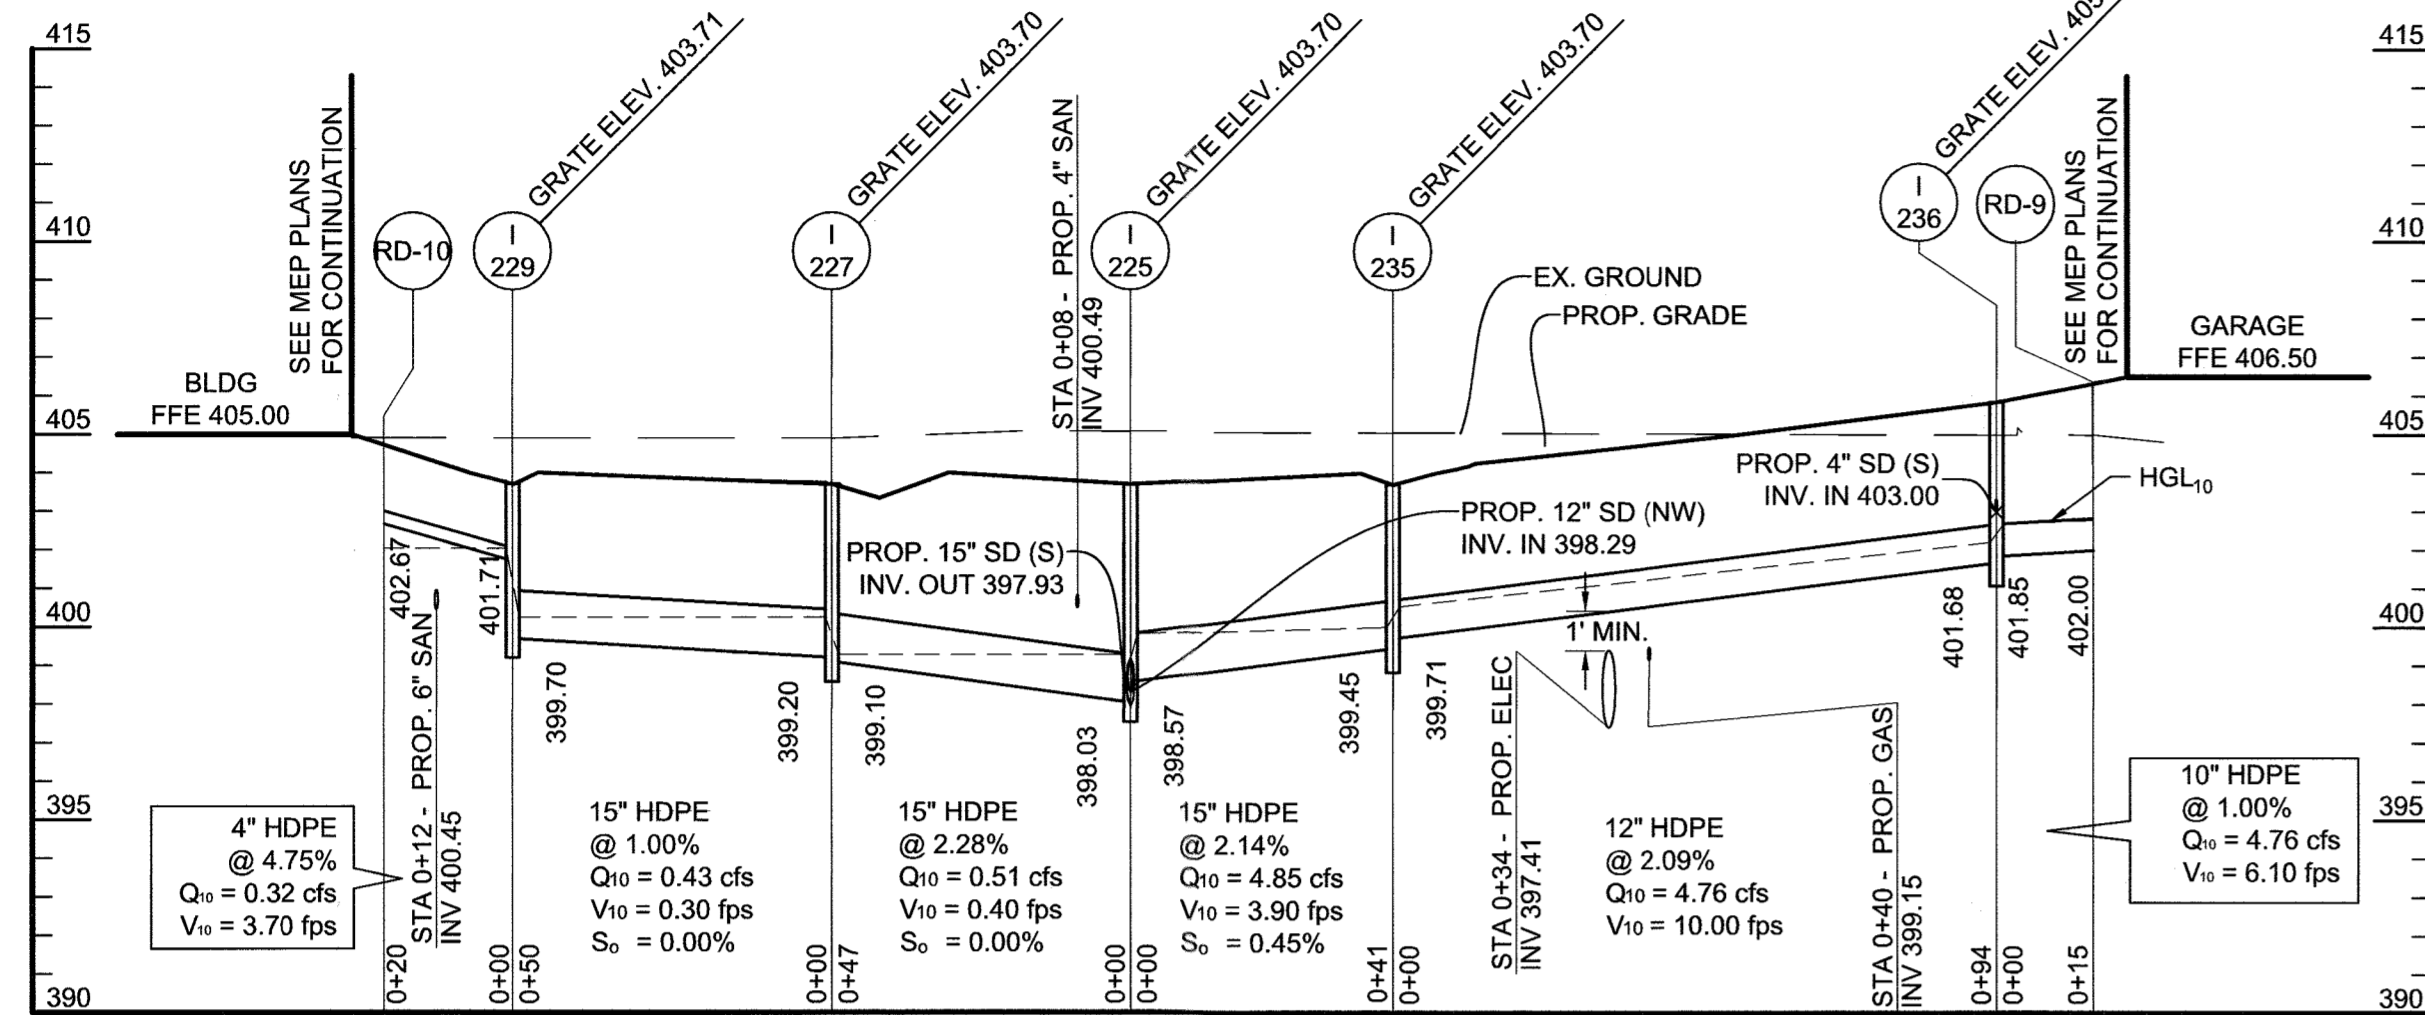 415
410
405
400
395
390
SEE MEP PLANS
FOR CONTINUATION
BLDG
FFE 405.00
RD-10
I
229
GRATE ELEV. 403.71
I
227
GRATE ELEV. 403.70
STA 0+08 - PROP. 4" SAN
INV 400.49
I
225
GRATE ELEV. 403.70
I
235
GRATE ELEV. 403.70
EX. GROUND
PROP. GRADE
I
236
GRATE ELEV.
RD-9
SEE MEP PLANS
FOR CONTINUATION
GARAGE
FFE 406.50
PROP. 4" SD (S)
INV. IN 403.00
HGL10
PROP. 12" SD (NW)
INV. IN 398.29
PROP. 15" SD (S)
INV. OUT 397.93
1' MIN.
402.67
401.71
399.70
399.20
399.10
398.03
398.57
399.45
399.71
401.68
401.85
402.00
4" HDPE
@ 4.75%
Q10 = 0.32 cfs
V10 = 3.70 fps
STA 0+12 - PROP. 6" SAN
INV 400.45
15" HDPE
@ 1.00%
Q10 = 0.43 cfs
V10 = 0.30 fps
So = 0.00%
15" HDPE
@ 2.28%
Q10 = 0.51 cfs
V10 = 0.40 fps
So = 0.00%
15" HDPE
@ 2.14%
Q10 = 4.85 cfs
V10 = 3.90 fps
So = 0.45%
STA 0+34 - PROP. ELEC
INV 397.41
12" HDPE
@ 2.09%
Q10 = 4.76 cfs
V10 = 10.00 fps
STA 0+40 - PROP. GAS
INV 399.15
10" HDPE
@ 1.00%
Q10 = 4.76 cfs
V10 = 6.10 fps
0+20
0+00
0+50
0+00
0+47
0+00
0+00
0+41
0+00
0+94
0+00
0+15
415
410
405
400
395
390